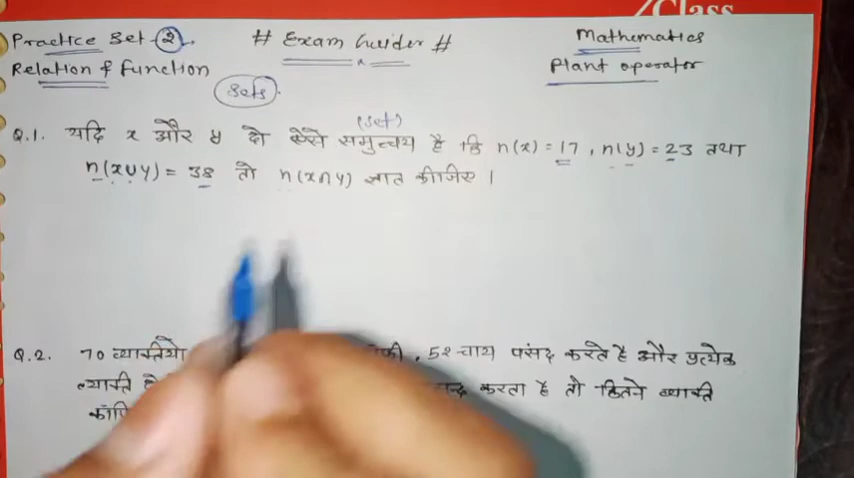 Class
Practice Set-② # Exam Guider # Mathematics
Relation & function Plant operator
Sets.
(set)
Q.1. यदि x और y दो ऐसे समुच्चय है कि n(x) = 17, n(y) = 23 तथा
n(x∪y) = 38 तो n(x∩y) ज्ञात कीजिए।
Q.2. 70 व्यक्तियो , 52 चाय पसंद करते है और प्रत्येक
व्यक्ति करता है तो कितने व्यक्ति